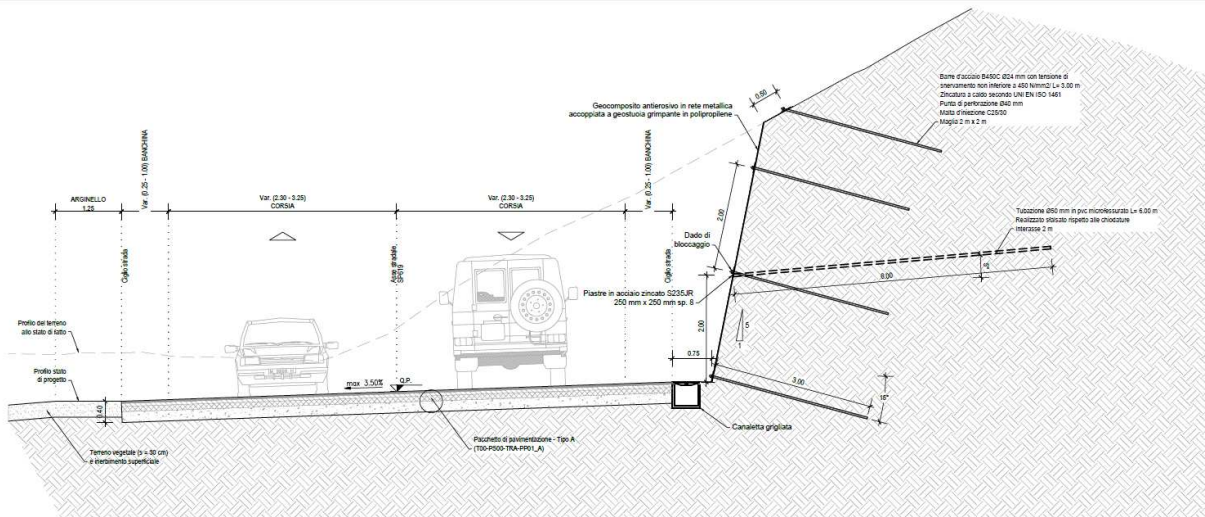 Barre d'acciaio B450C Ø24 mm con tensione di
snervamento non inferiore a 450 N/mm2/ L= 3.00 m
Zincatura a caldo secondo UNI EN ISO 1461
Punta di perforazione Ø40 mm
Malta d'iniezione C25/30
Maglia 2 m x 2 m
0.50
Geocomposito antierosivo in rete metallica
accoppiata a geostuoia grimpante in polipropilene
ARGINELLO
1.25
Var. (0.25 - 1.00) BANCHINA
Var. (2.30 - 3.25)
CORSIA
Var. (2.30 - 3.25)
CORSIA
Var. (0.25 - 1.00) BANCHINA
2.00
Tubazione Ø50 mm in pvc microfessurato L= 6.00 m
Realizzato sfalsato rispetto alle chiodature
Interasse 2 m
Dado di
bloccaggio
Ciglio strada
Asse stradale
SP619
Ciglio strada
6.00
5°
Piastre in acciaio zincato S235JR
250 mm x 250 mm sp. 8
2.00
5
1
Profilo del terreno
allo stato di fatto
0.75
Profilo stato
di progetto
max 3.50%
Q.P.
3.00
15°
0.40
Canaletta grigliata
Terreno vegetale (s = 30 cm)
e inerbimento superficiale
Pacchetto di pavimentazione - Tipo A
(T00-PS00-TRA-PP01_A)